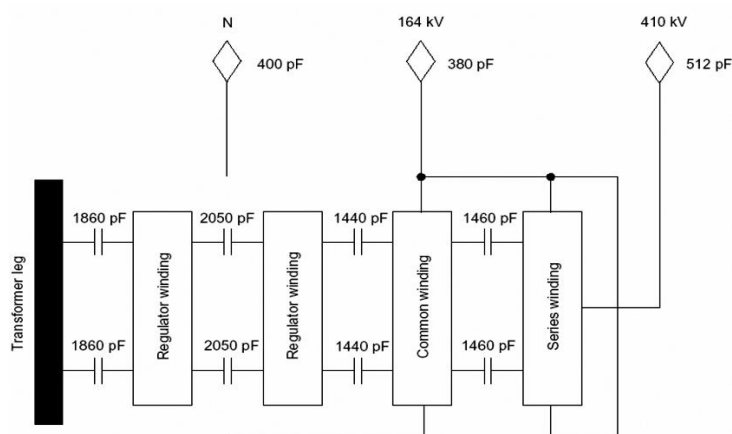 N
164 kV
410 kV
400 pF
380 pF
512 pF
1860 pF
2050 pF
1440 pF
1460 pF
Transformer leg
Regulator winding
Regulator winding
Common winding
Series winding
1860 pF
2050 pF
1440 pF
1460 pF